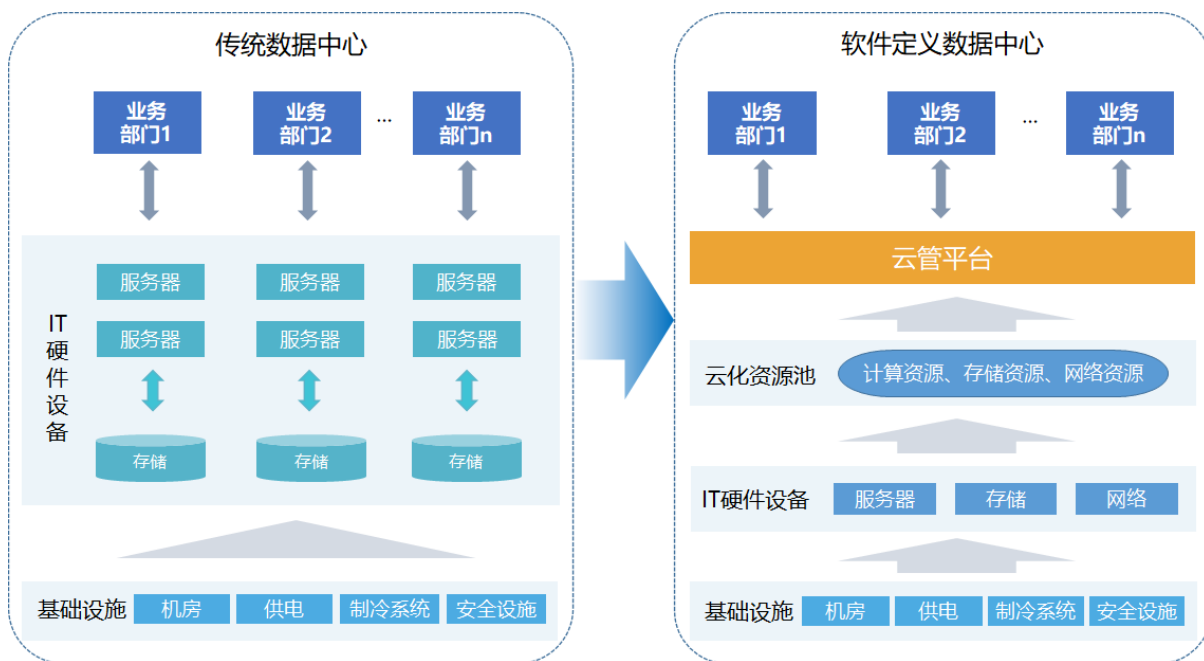 传统数据中心
业务
部门1
业务
部门2
...
业务
部门n
IT
硬
件
设
备
服务器
服务器
服务器
服务器
服务器
服务器
存储
存储
存储
基础设施
机房
供电
制冷系统
安全设施
软件定义数据中心
业务
部门1
业务
部门2
...
业务
部门n
云管平台
云化资源池
计算资源、存储资源、网络资源
IT硬件设备
服务器
存储
网络
基础设施
机房
供电
制冷系统
安全设施